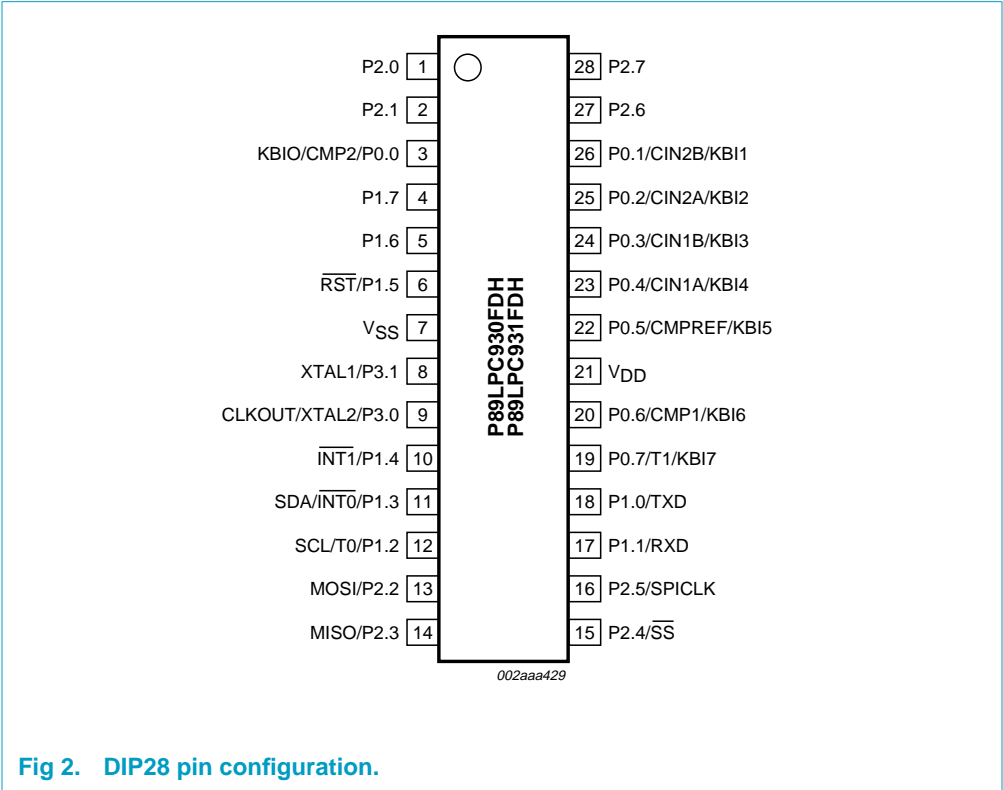 P2.0 1
28 P2.7
P2.1 2
27 P2.6
KBIO/CMP2/P0.0 3
26 P0.1/CIN2B/KBI1
P1.7 4
25 P0.2/CIN2A/KBI2
P1.6 5
24 P0.3/CIN1B/KBI3
R̅S̅T̅/P1.5 6
23 P0.4/CIN1A/KBI4
VSS 7
22 P0.5/CMPREF/KBI5
XTAL1/P3.1 8
21 VDD
CLKOUT/XTAL2/P3.0 9
20 P0.6/CMP1/KBI6
I̅N̅T̅1̅/P1.4 10
19 P0.7/T1/KBI7
SDA/I̅N̅T̅0̅/P1.3 11
18 P1.0/TXD
SCL/T0/P1.2 12
17 P1.1/RXD
MOSI/P2.2 13
16 P2.5/SPICLK
MISO/P2.3 14
15 P2.4/S̅S̅
P89LPC930FDH
P89LPC931FDH
002aaa429
Fig 2. DIP28 pin configuration.